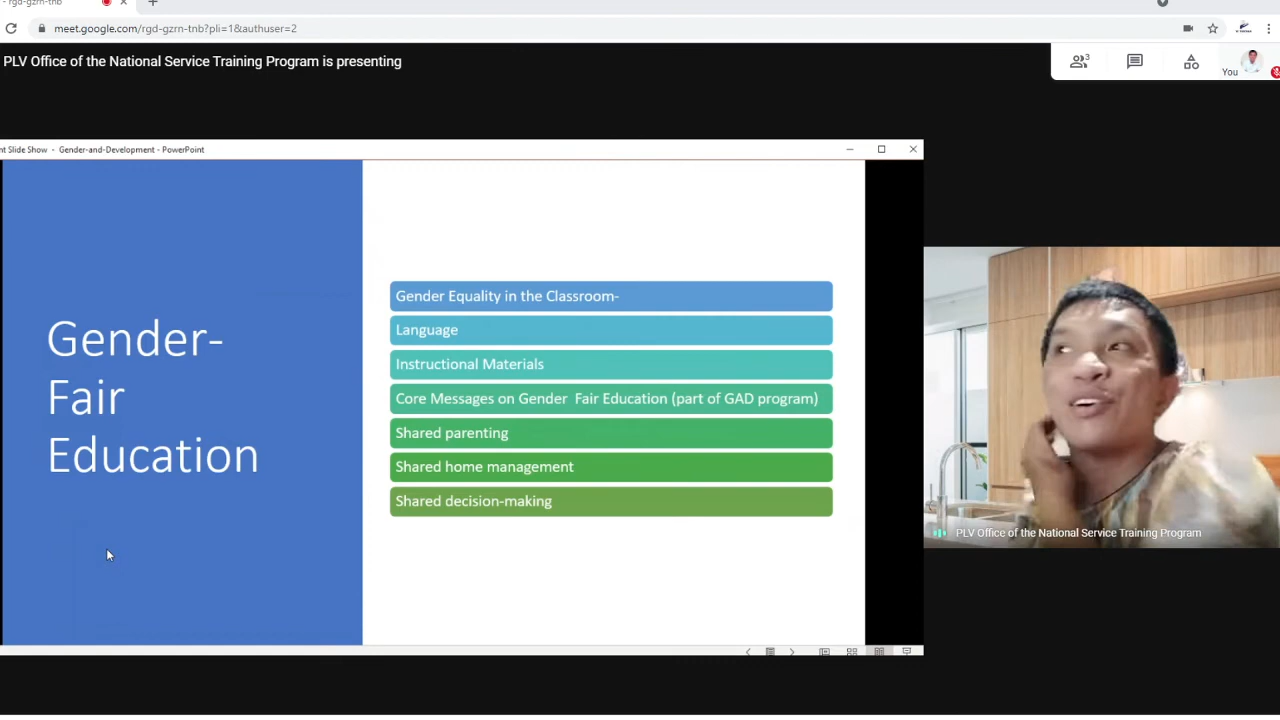 - rgd-gzrn-tnb
meet.google.com/rgd-gzrn-tnb?pli=1&authuser=2
PLV Office of the National Service Training Program is presenting
3
You
nt Slide Show - Gender-and-Development - PowerPoint
Gender-
Fair
Education
Gender Equality in the Classroom-
Language
Instructional Materials
Core Messages on Gender  Fair Education (part of GAD program)
Shared parenting
Shared home management
Shared decision-making
PLV Office of the National Service Training Program